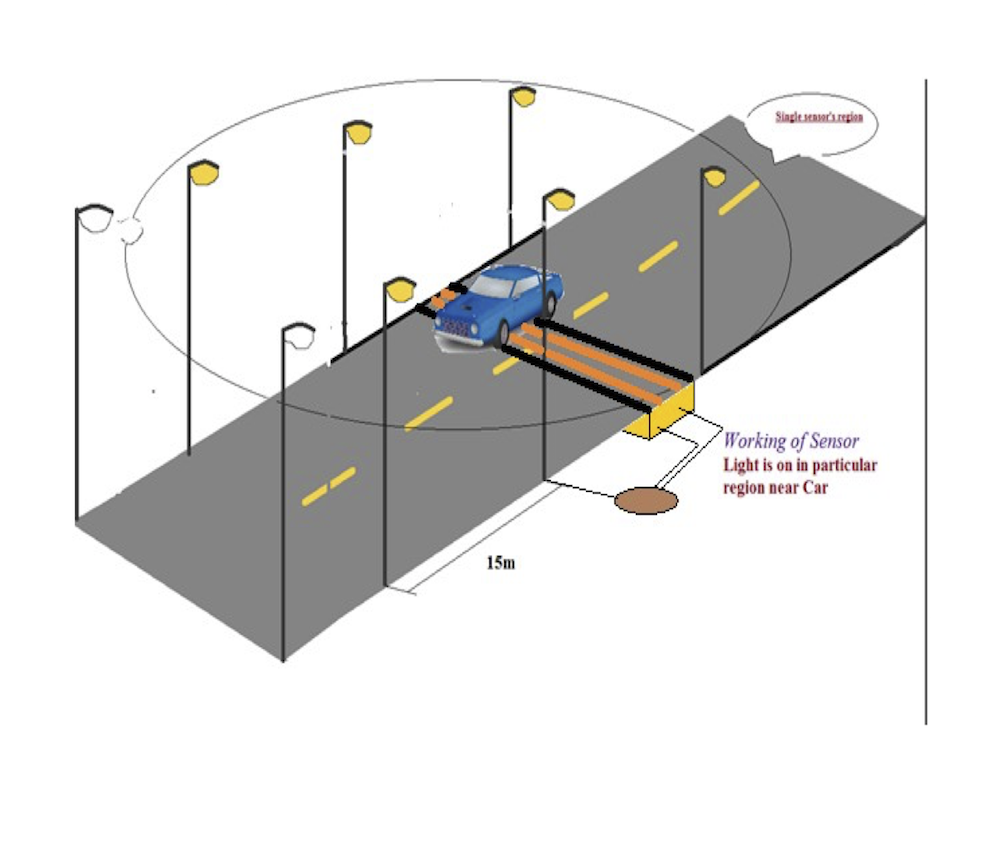 Single sensor's region
Working of Sensor
Light is on in particular
region near Car
15m